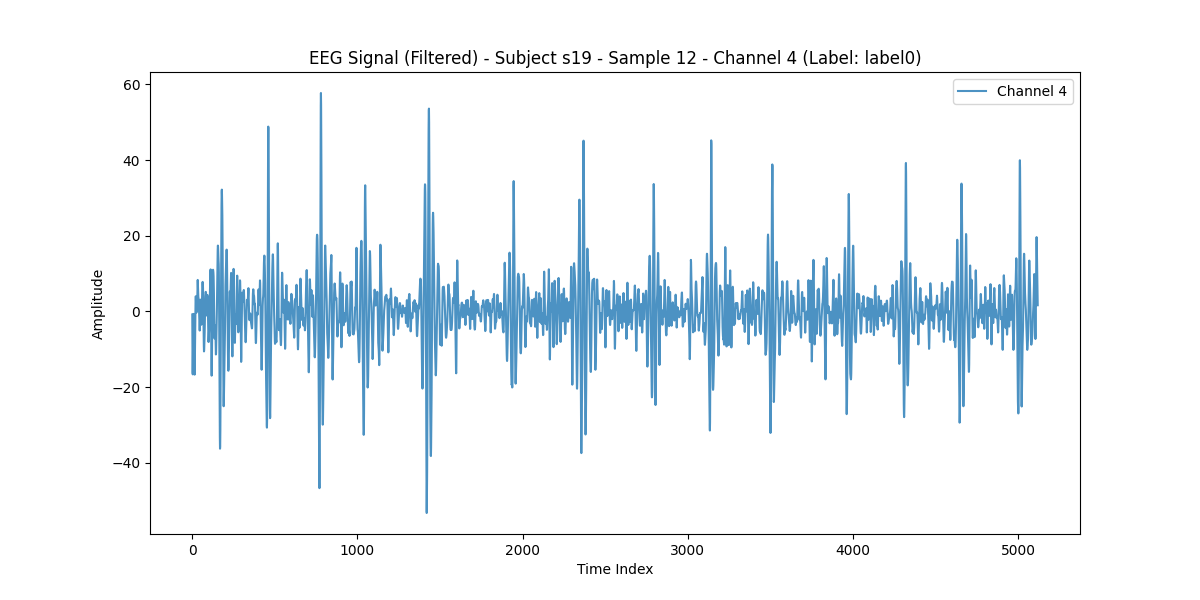 EEG Signal (Filtered) - Subject s19 - Sample 12 - Channel 4 (Label: label0)
Channel 4
60
40
20
0
−20
−40
Amplitude
0 1000 2000 3000 4000 5000
Time Index